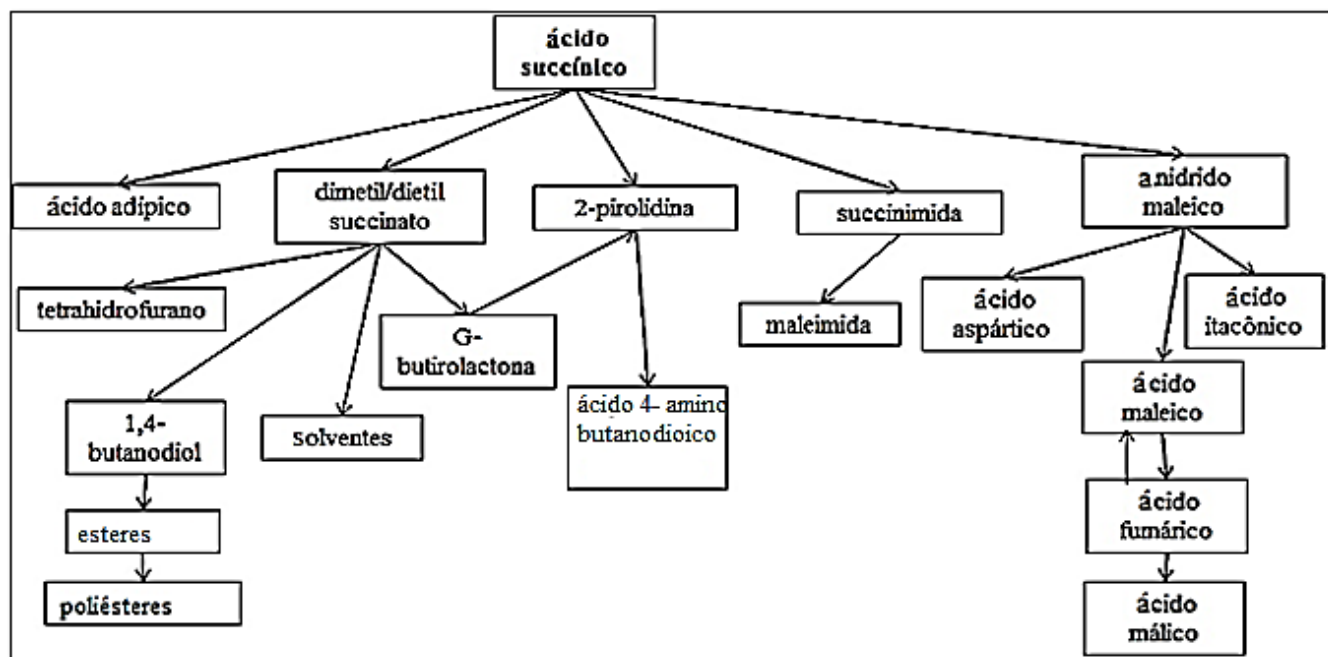 ácido
succínico
ácido adípico
dimetil/dietil
succinato
2-pirolidina
succinimida
anidrido
maleico
tetrahidrofurano
G-
butirolactona
maleimida
ácido
aspártico
ácido
itacônico
1,4-
butanodiol
solventes
ácido 4- amino
butanodioico
ácido
maleico
esteres
ácido
fumárico
poliésteres
ácido
málico